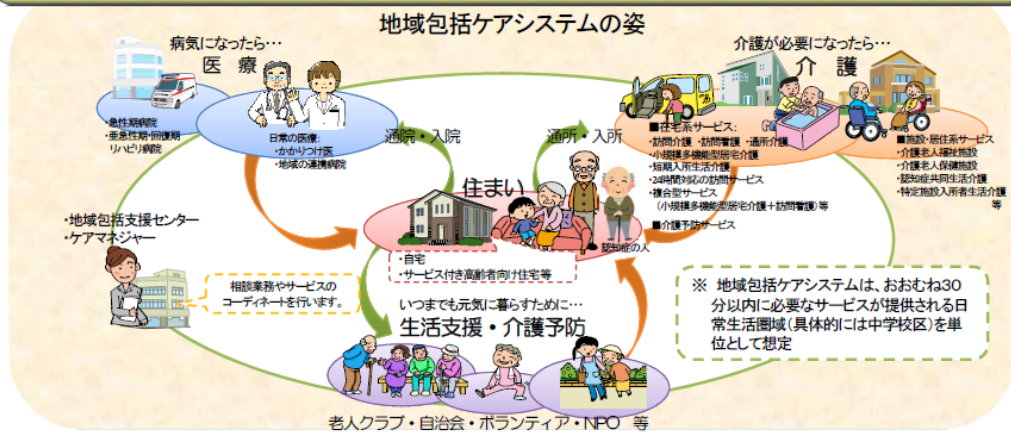 地域包括ケアシステムの姿
病気になったら…
医 療
介護が必要になったら…
介 護
・急性期病院
・亜急性期・回復期
リハビリ病院
日常の医療:
・かかりつけ医
・地域の連携病院
通院・入院
通所・入所
■在宅系サービス:
・訪問介護 ・訪問看護 ・通所介護
・小規模多機能型居宅介護
・短期入所生活介護
・24時間対応の訪問サービス
・複合型サービス
(小規模多機能型居宅介護+訪問看護)等
■介護予防サービス
■施設・居住系サービス
・介護老人福祉施設
・介護老人保健施設
・認知症共同生活介護
・特定施設入所者生活介護
等
住まい
認知症の人
・自宅
・サービス付き高齢者向け住宅等
・地域包括支援センター
・ケアマネジャー
相談業務やサービスの
コーディネートを行います。
いつまでも元気に暮らすために…
生活支援・介護予防
※ 地域包括ケアシステムは、おおむね30
分以内に必要なサービスが提供される日
常生活圏域(具体的には中学校区)を単
位として想定
老人クラブ・自治会・ボランティア・NPO 等